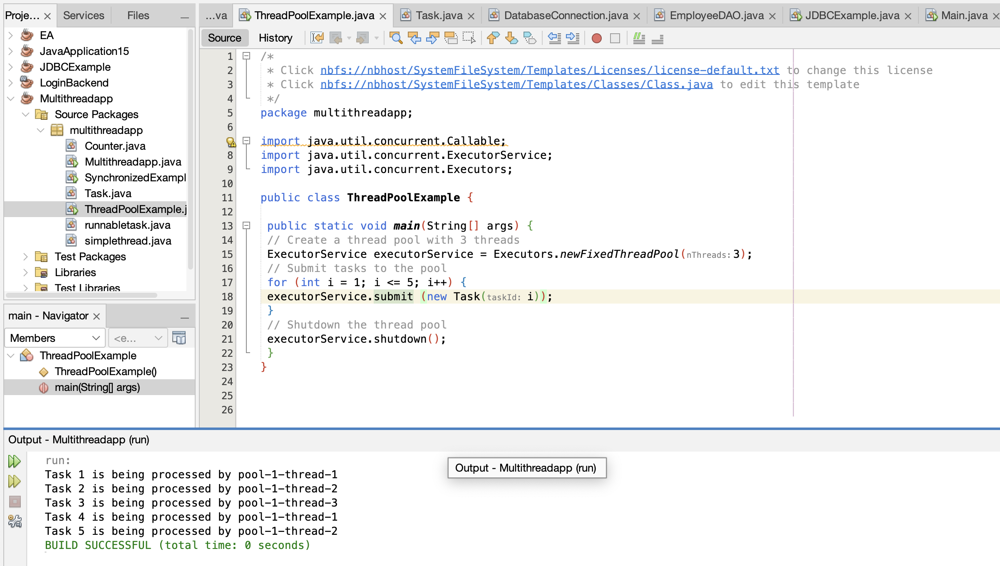 Proje...
Services
Files
...va
ThreadPoolExample.java
Task.java
DatabaseConnection.java
EmployeeDAO.java
JDBCExample.java
Main.java
EA
JavaApplication15
JDBCExample
LoginBackend
Multithreadapp
Source Packages
multithreadapp
Counter.java
Multithreadapp.java
SynchronizedExampl
Task.java
ThreadPoolExample.j
runnabletask.java
simplethread.java
Test Packages
Libraries
Test Libraries
main - Navigator
Members
<e...
ThreadPoolExample
ThreadPoolExample()
main(String[] args)
Source
History
1 /*
2 * Click nbfs://nbhost/SystemFileSystem/Templates/Licenses/license-default.txt to change this license
3 * Click nbfs://nbhost/SystemFileSystem/Templates/Classes/Class.java to edit this template
4 */
5 package multithreadapp;
6
import java.util.concurrent.Callable;
8 import java.util.concurrent.ExecutorService;
9 import java.util.concurrent.Executors;
10
11 public class ThreadPoolExample {
12
13 public static void main(String[] args) {
14 // Create a thread pool with 3 threads
15 ExecutorService executorService = Executors.newFixedThreadPool(nThreads: 3);
16 // Submit tasks to the pool
17 for (int i = 1; i <= 5; i++) {
18 executorService.submit (new Task(taskId: i));
19 }
20 // Shutdown the thread pool
21 executorService.shutdown();
22 }
23 }
24
25
26
Output - Multithreadapp (run)
run:
Output - Multithreadapp (run)
Task 1 is being processed by pool-1-thread-1
Task 2 is being processed by pool-1-thread-2
Task 3 is being processed by pool-1-thread-3
Task 4 is being processed by pool-1-thread-1
Task 5 is being processed by pool-1-thread-2
BUILD SUCCESSFUL (total time: 0 seconds)